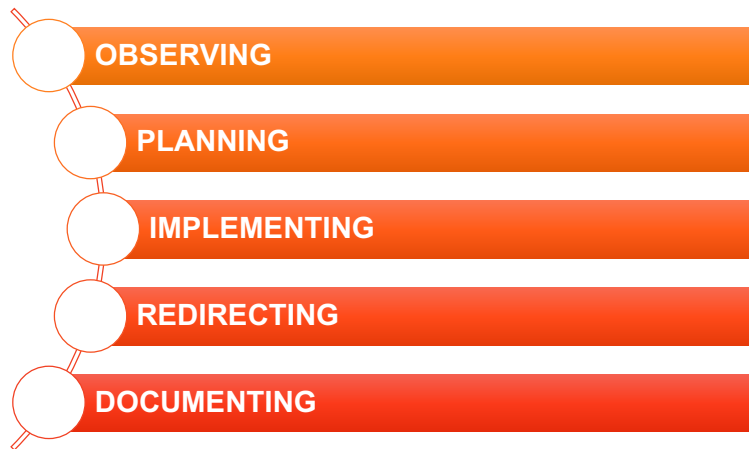 OBSERVING
PLANNING
IMPLEMENTING
REDIRECTING
DOCUMENTING